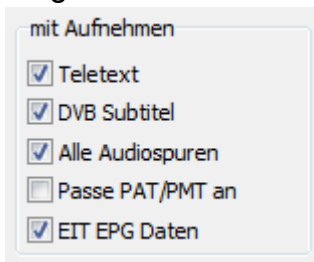 mit Aufnehmen
Teletext
DVB Subtitel
Alle Audiospuren
Passe PAT/PMT an
EIT EPG Daten